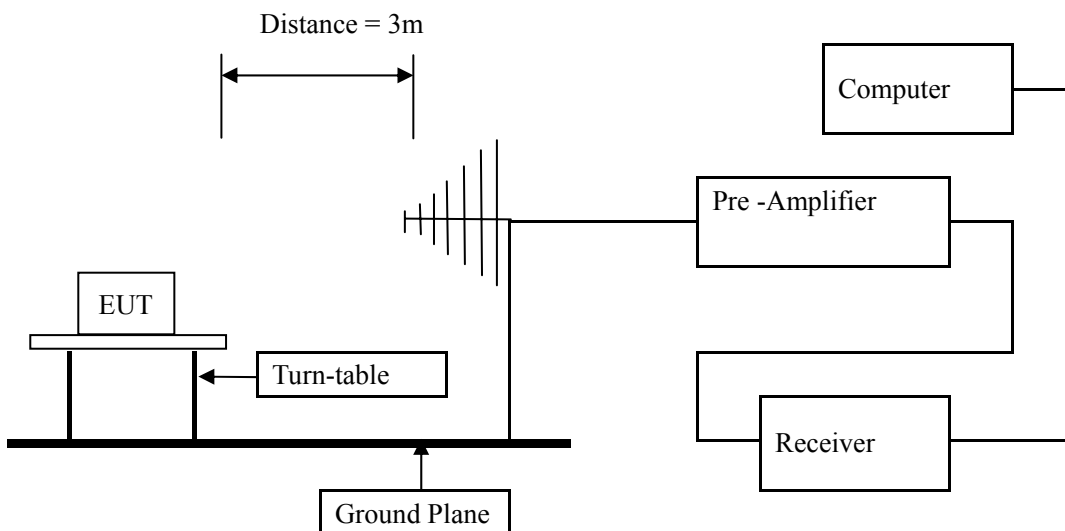 Distance = 3m
Computer
Pre -Amplifier
EUT
Turn-table
Receiver
Ground Plane